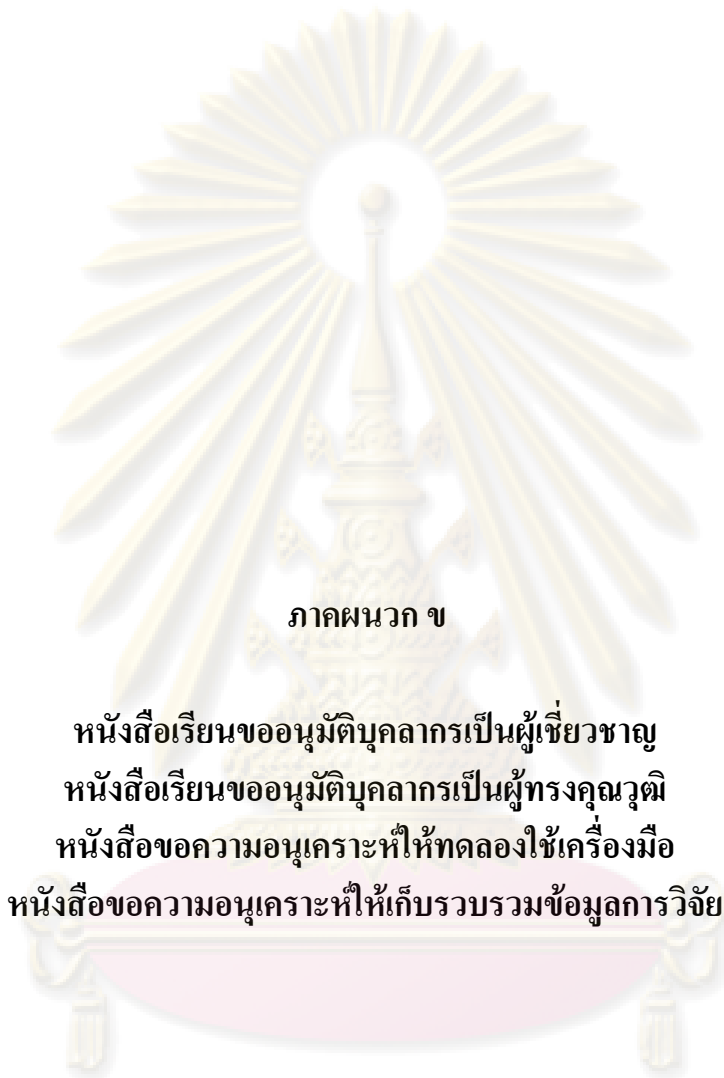 ภาคผนวก ข
หนังสือเรียนขออนุมัติบุคลากรเป็นผู้เชี่ยวชาญ
หนังสือเรียนขออนุมัติบุคลากรเป็นผู้ทรงคุณวุฒิ
หนังสือขอความอนุเคราะห์ให้ทดลองใช้เครื่องมือ
หนังสือขอความอนุเคราะห์ให้เก็บรวบรวมข้อมูลการวิจัย